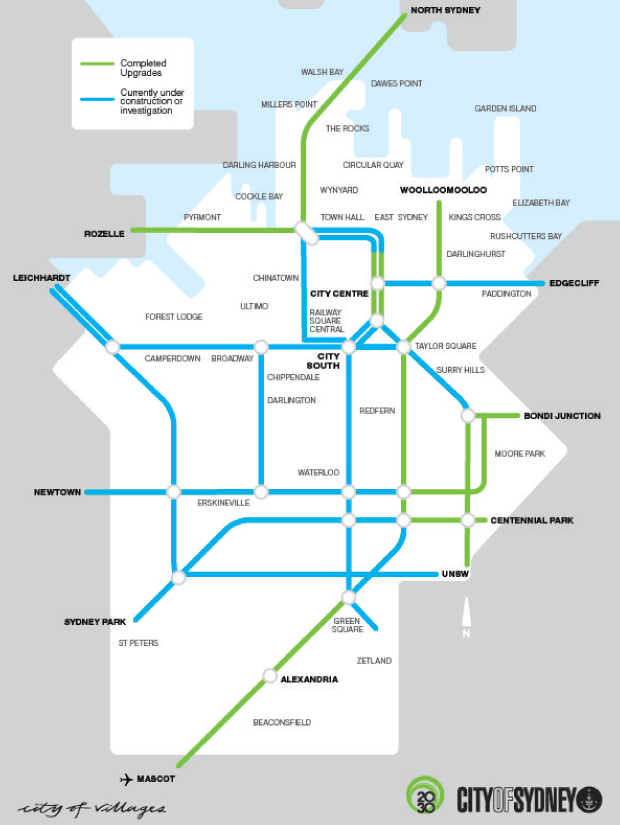 NORTH SYDNEY
Completed
Upgrades
Currently under
construction or
investigation
WALSH BAY
DAWES POINT
MILLERS POINT
GARDEN ISLAND
THE ROCKS
DARLING HARBOUR
CIRCULAR QUAY
POTTS POINT
COCKLE BAY
WYNYARD
WOOLLOOMOOLOO
ELIZABETH BAY
PYRMONT
TOWN HALL
EAST SYDNEY
KINGS CROSS
ROZELLE
RUSHCUTTERS BAY
DARLINGHURST
LEICHHARDT
CHINATOWN
EDGECLIFF
CITY CENTRE
PADDINGTON
ULTIMO
FOREST LODGE
RAILWAY
SQUARE
CENTRAL
TAYLOR SQUARE
CAMPERDOWN
BROADWAY
CITY
SOUTH
SURRY HILLS
CHIPPENDALE
DARLINGTON
REDFERN
BONDI JUNCTION
MOORE PARK
WATERLOO
NEWTOWN
ERSKINEVILLE
CENTENNIAL PARK
UNSW
SYDNEY PARK
GREEN
SQUARE
N
ST PETERS
ZETLAND
ALEXANDRIA
BEACONSFIELD
MASCOT
city of villages
20
30
CITYOFSYDNEY